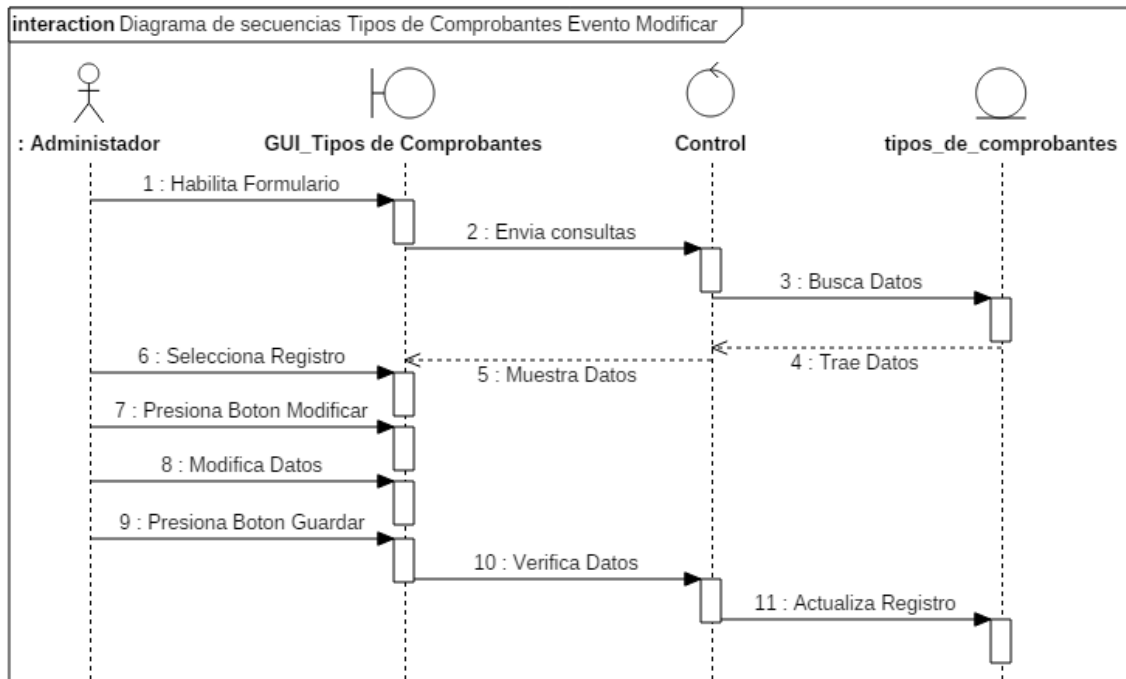 interaction Diagrama de secuencias Tipos de Comprobantes Evento Modificar
: Administador
GUI_Tipos de Comprobantes
Control
tipos_de_comprobantes
1 : Habilita Formulario
2 : Envia consultas
3 : Busca Datos
4 : Trae Datos
5 : Muestra Datos
6 : Selecciona Registro
7 : Presiona Boton Modificar
8 : Modifica Datos
9 : Presiona Boton Guardar
10 : Verifica Datos
11 : Actualiza Registro